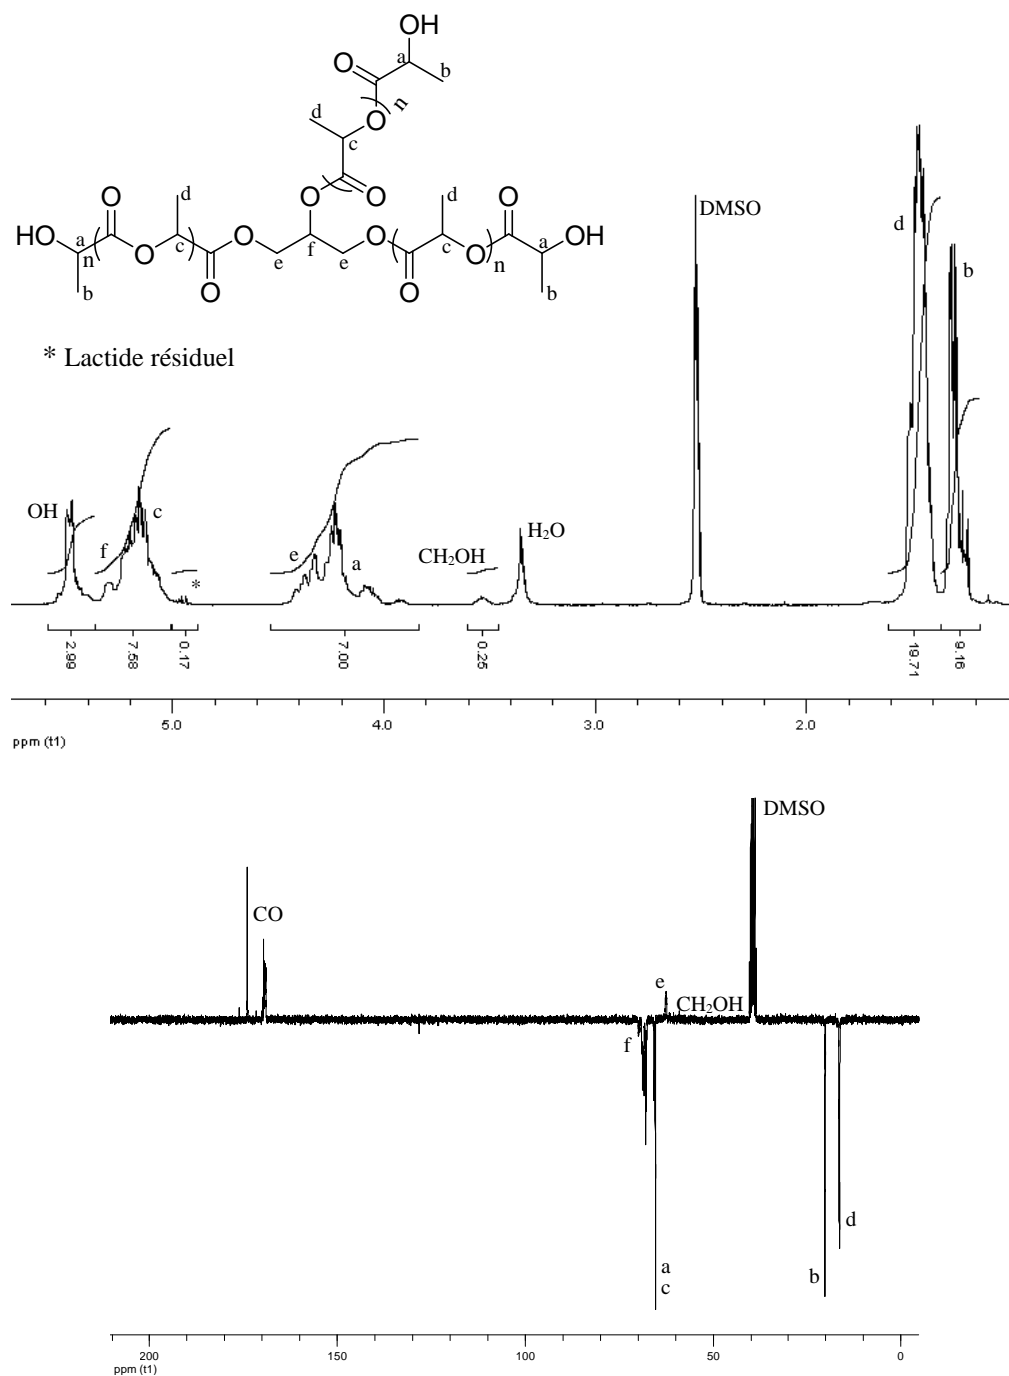 OH
O
a
b
n
d
O
c
O
O
d
d
O
O
O
O
HO
a
n
O
c
O
f
O
c
O
n
a
OH
b
O
e
e
O
b
* Lactide résiduel
DMSO
d
b
OH
f
c
*
e
a
CH₂OH
H₂O
2.99
7.58
0.17
7.00
0.25
19.71
9.16
5.0
4.0
3.0
2.0
ppm (t1)
DMSO
CO
e
CH₂OH
f
a
c
b
d
200
150
100
50
0
ppm (t1)